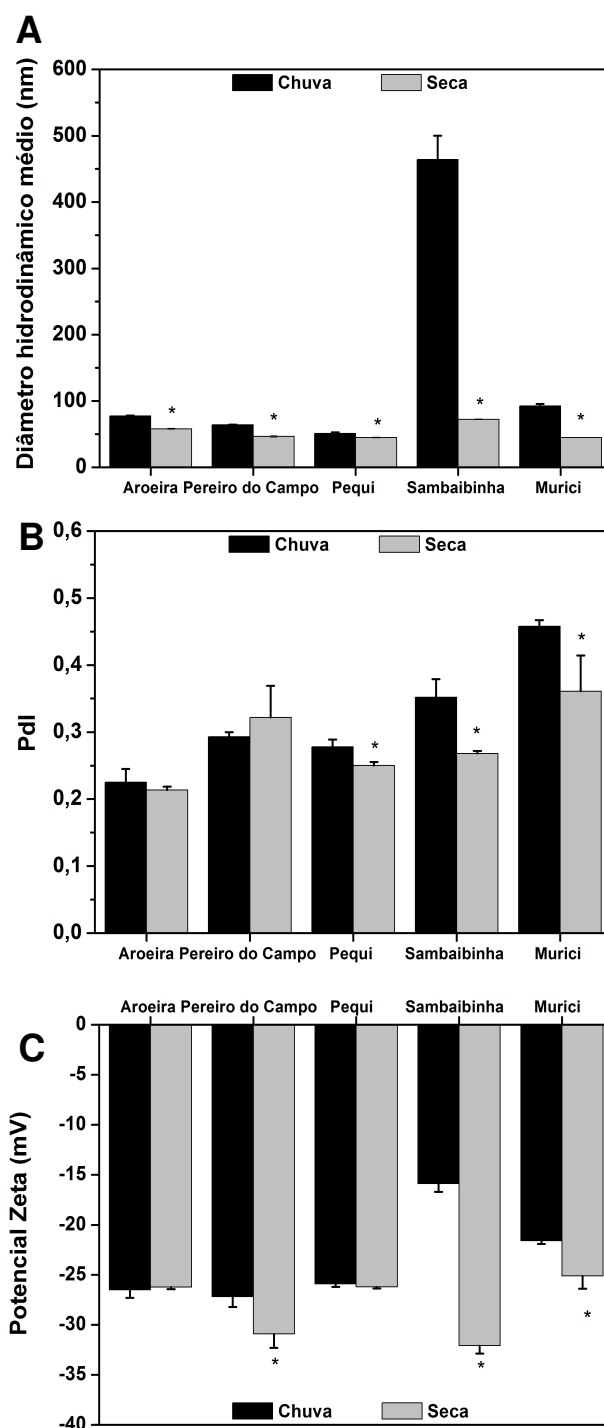 A
Diâmetro hidrodinâmico médio (nm)
Chuva Seca
600
500
400
300
200
100
0
* * * * *
Aroeira Pereiro do Campo Pequi Sambaibinha Murici
B
PdI
Chuva Seca
0,6
0,5
0,4
0,3
0,2
0,1
0,0
* * *
Aroeira Pereiro do Campo Pequi Sambaibinha Murici
C
Aroeira Pereiro do Campo Pequi Sambaibinha Murici
Potencial Zeta (mV)
0
-5
-10
-15
-20
-25
-30
-35
-40
* * *
Chuva Seca